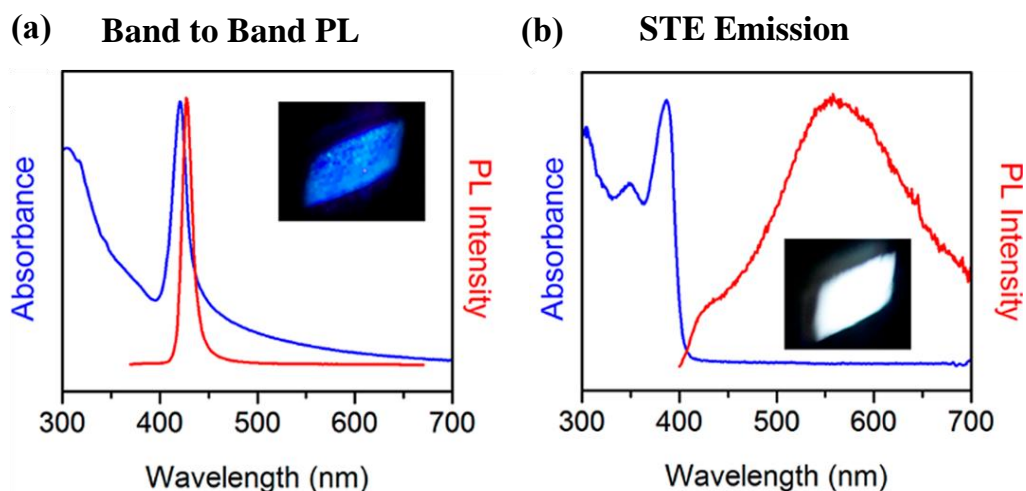 (a) Band to Band PL
Absorbance
PL Intensity
300 400 500 600 700
Wavelength (nm)
(b) STE Emission
Absorbance
PL Intensity
300 400 500 600 700
Wavelength (nm)